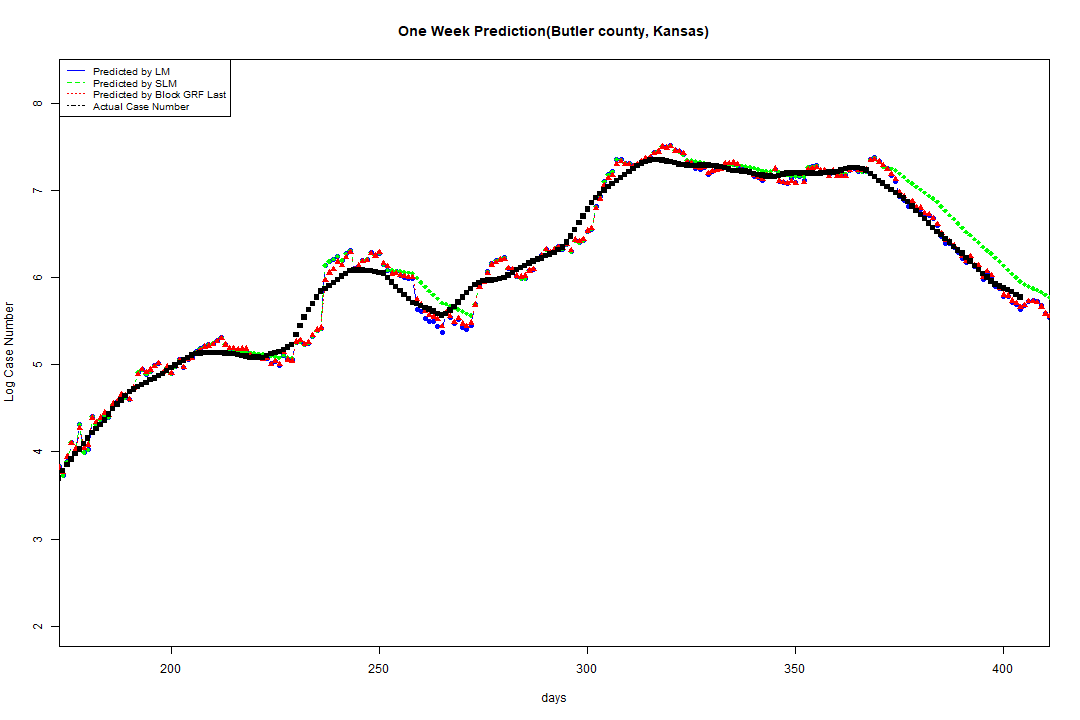 One Week Prediction(Butler county, Kansas)
Predicted by LM
Predicted by SLM
Predicted by Block GRF Last
Actual Case Number
8
7
6
5
4
3
2
Log Case Number
200 250 300 350 400
days